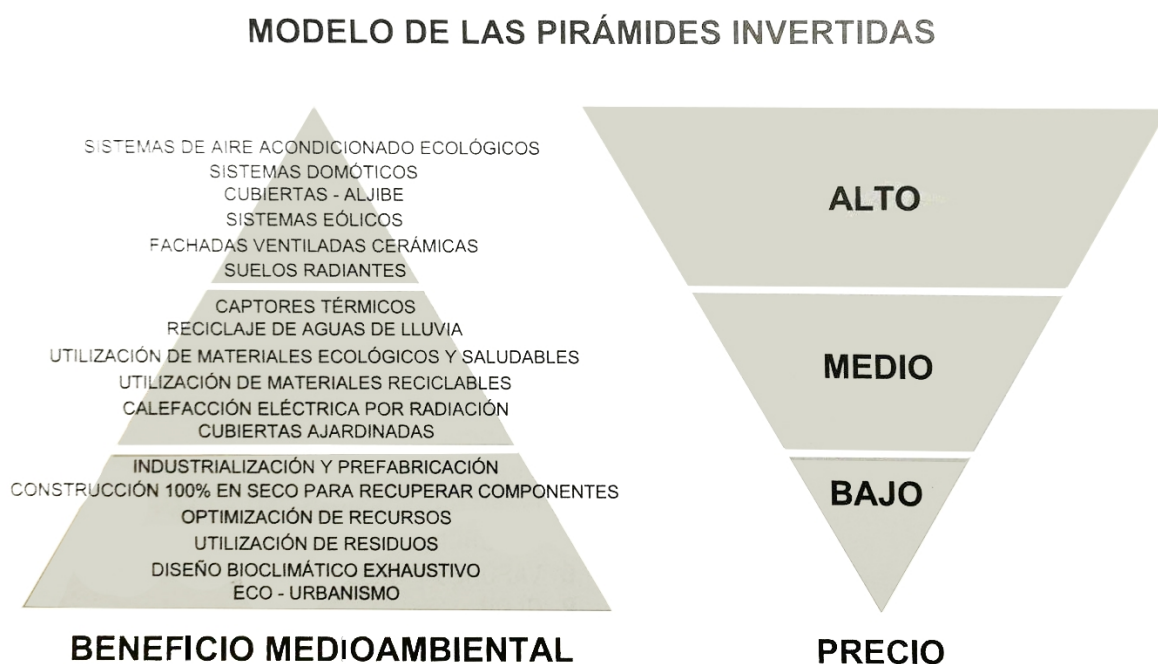 MODELO DE LAS PIRÁMIDES INVERTIDAS
SISTEMAS DE AIRE ACONDICIONADO ECOLÓGICOS
SISTEMAS DOMÓTICOS
CUBIERTAS - ALJIBE
SISTEMAS EÓLICOS
FACHADAS VENTILADAS CERÁMICAS
SUELOS RADIANTES
CAPTORES TÉRMICOS
RECICLAJE DE AGUAS DE LLUVIA
UTILIZACIÓN DE MATERIALES ECOLÓGICOS Y SALUDABLES
UTILIZACIÓN DE MATERIALES RECICLABLES
CALEFACCIÓN ELÉCTRICA POR RADIACIÓN
CUBIERTAS AJARDINADAS
INDUSTRIALIZACIÓN Y PREFABRICACIÓN
CONSTRUCCIÓN 100% EN SECO PARA RECUPERAR COMPONENTES
OPTIMIZACIÓN DE RECURSOS
UTILIZACIÓN DE RESIDUOS
DISEÑO BIOCLIMÁTICO EXHAUSTIVO
ECO - URBANISMO
BENEFICIO MEDIOAMBIENTAL
ALTO
MEDIO
BAJO
PRECIO